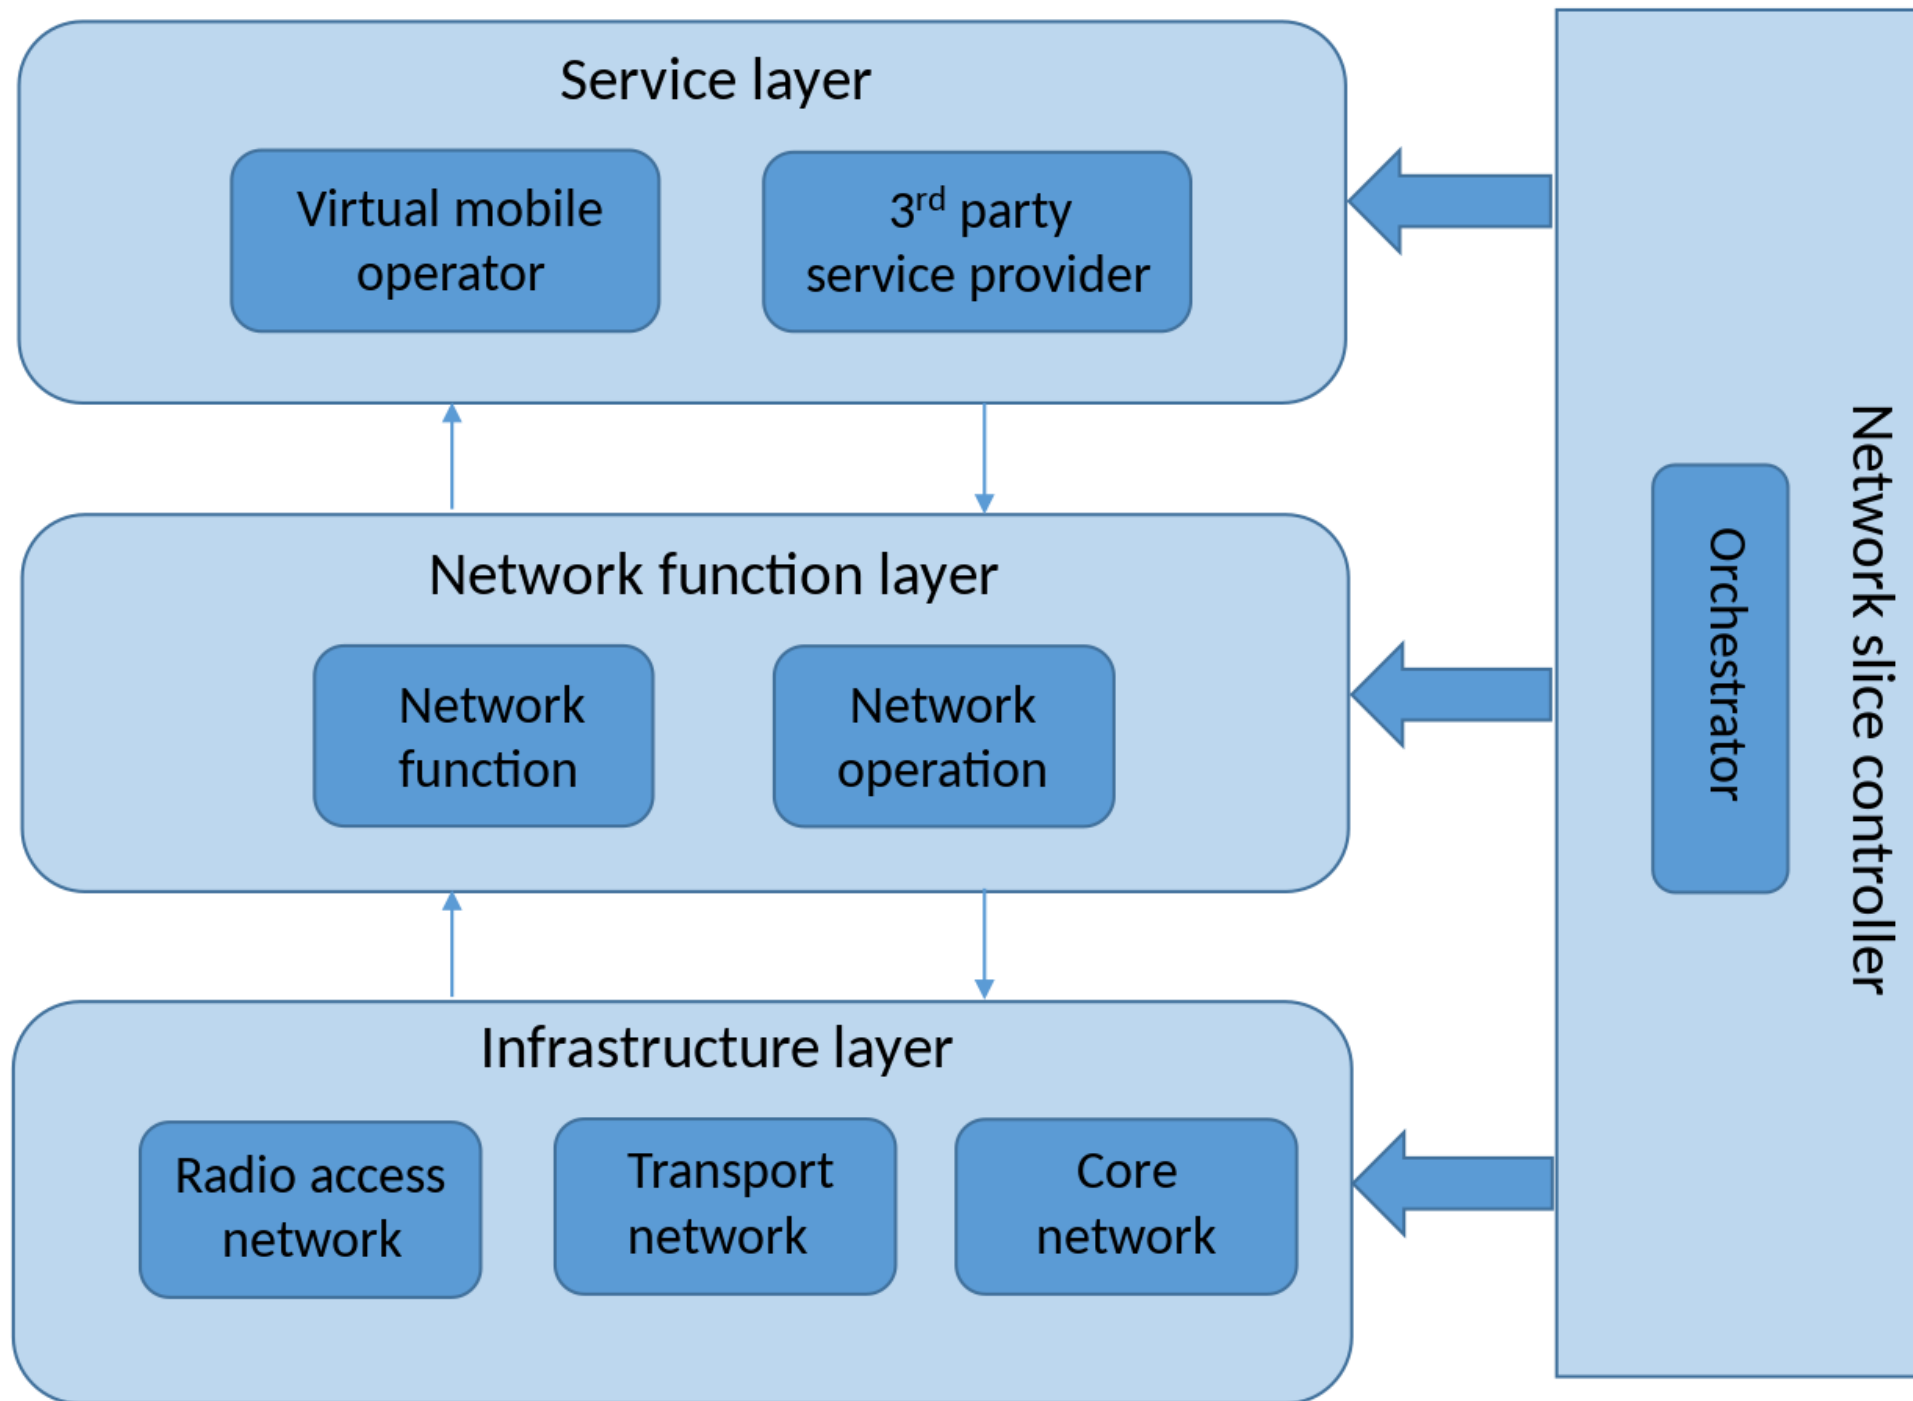 Service layer
Virtual mobile
operator
3rd party
service provider
Network function layer
Network
function
Network
operation
Infrastructure layer
Radio access
network
Transport
network
Core
network
Orchestrator
Network slice controller